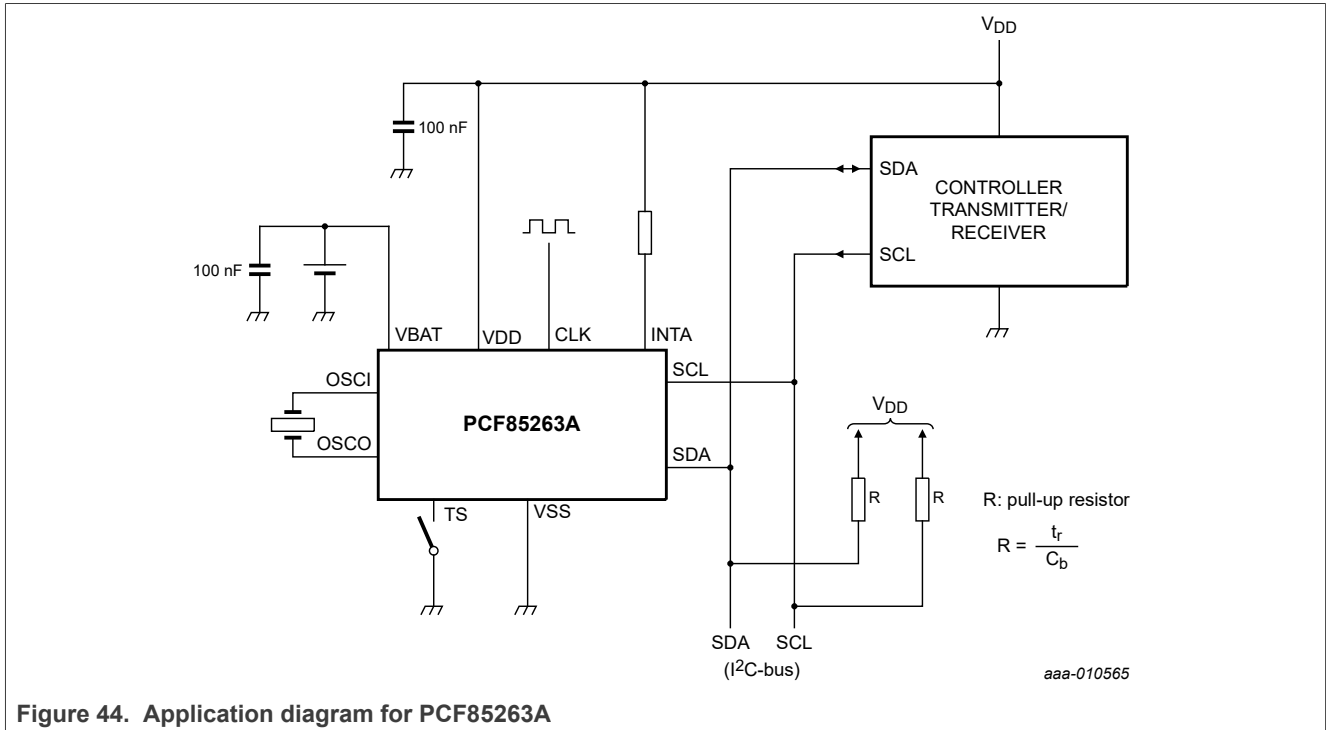 VDD
100 nF
SDA
CONTROLLER
TRANSMITTER/
RECEIVER
SCL
100 nF
VBAT
VDD
CLK
INTA
OSCI
OSCO
PCF85263A
SCL
SDA
TS
VSS
VDD
R
R
R: pull-up resistor
R = tr
Cb
SDA SCL
(I²C-bus)
aaa-010565
Figure 44. Application diagram for PCF85263A